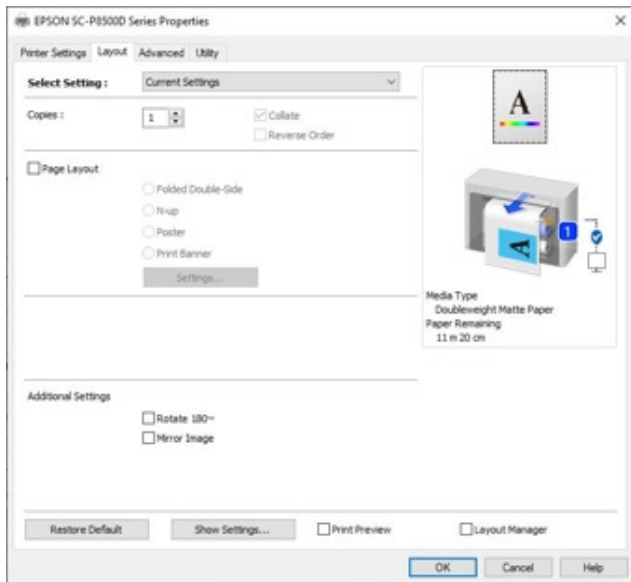 EPSON SC-P8500D Series Properties
Printer Settings Layout Advanced Utility
Select Setting : Current Settings
Copies : 1 Collate
Reverse Order
Page Layout
Folded Double-Side
N-up
Poster
Print Banner
Settings...
Additional Settings
Rotate 180~
Mirror Image
A
1
A
Media Type
Doubleweight Matte Paper
Paper Remaining
11 m 20 cm
Restore Default Show Settings... Print Preview Layout Manager
OK Cancel Help